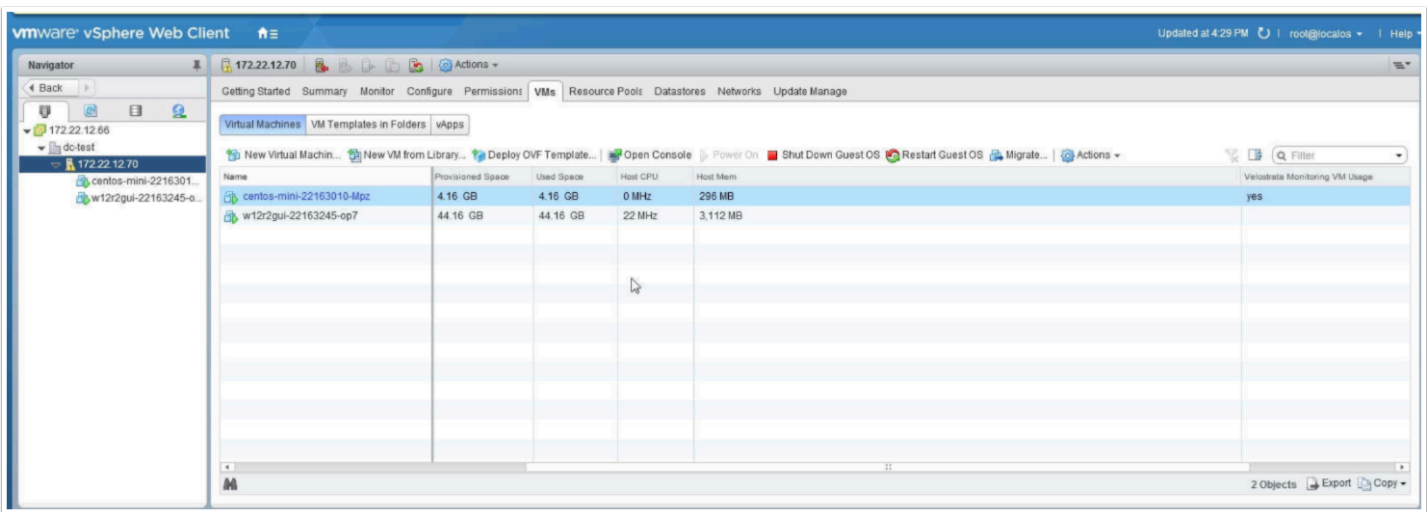 vmware® vSphere Web Client
Updated at 4:29 PM | root@localos | Help
Navigator
172.22.12.70 Actions
Back
Getting Started Summary Monitor Configure Permissions VMs Resource Pools Datastores Networks Update Manage
172.22.12.66
dc-test
172.22.12.70
centos-mini-2216301...
w12r2gui-22163245-o...
Virtual Machines VM Templates in Folders vApps
New Virtual Machin... New VM from Library... Deploy OVF Template... Open Console Power On Shut Down Guest OS Restart Guest OS Migrate... Actions Filter
Name Provisioned Space Used Space Host CPU Host Mem Velostrata Monitoring VM Usage
centos-mini-22163010-Mpz 4.16 GB 4.16 GB 0 MHz 296 MB yes
w12r2gui-22163245-op7 44.16 GB 44.16 GB 22 MHz 3,112 MB
2 Objects Export Copy